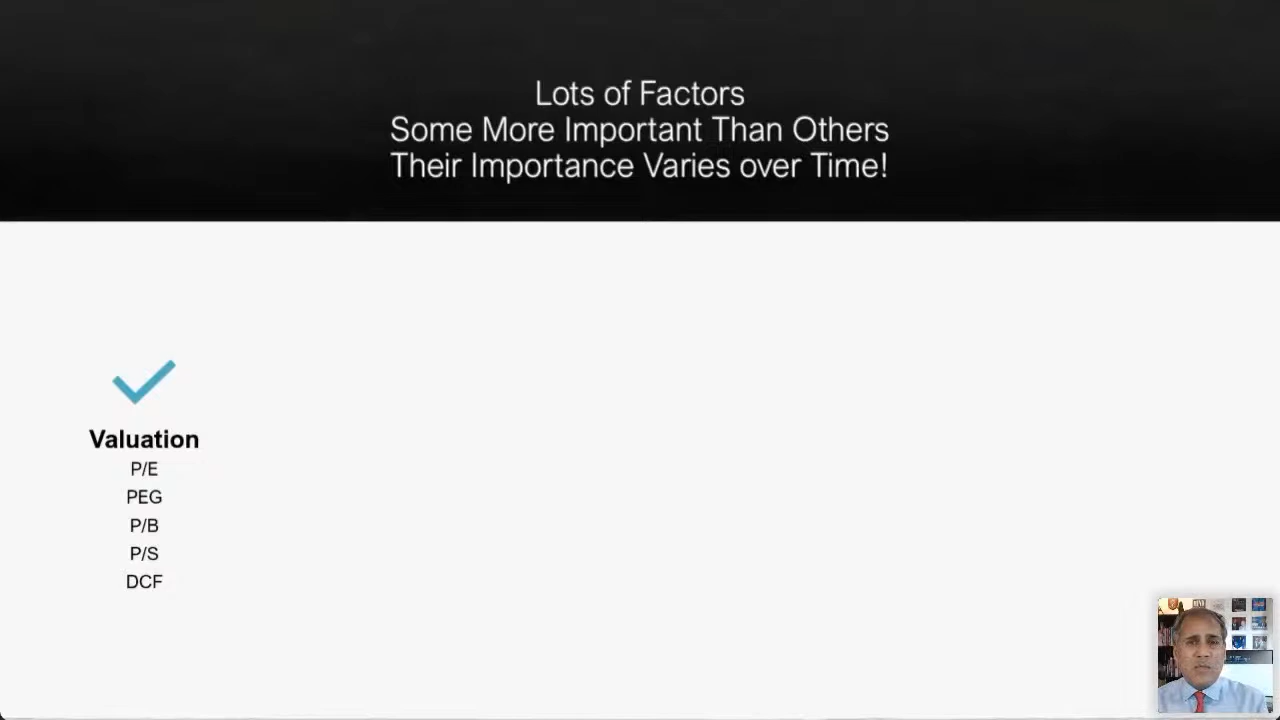 Lots of Factors
Some More Important Than Others
Their Importance Varies over Time!
Valuation
P/E
PEG
P/B
P/S
DCF